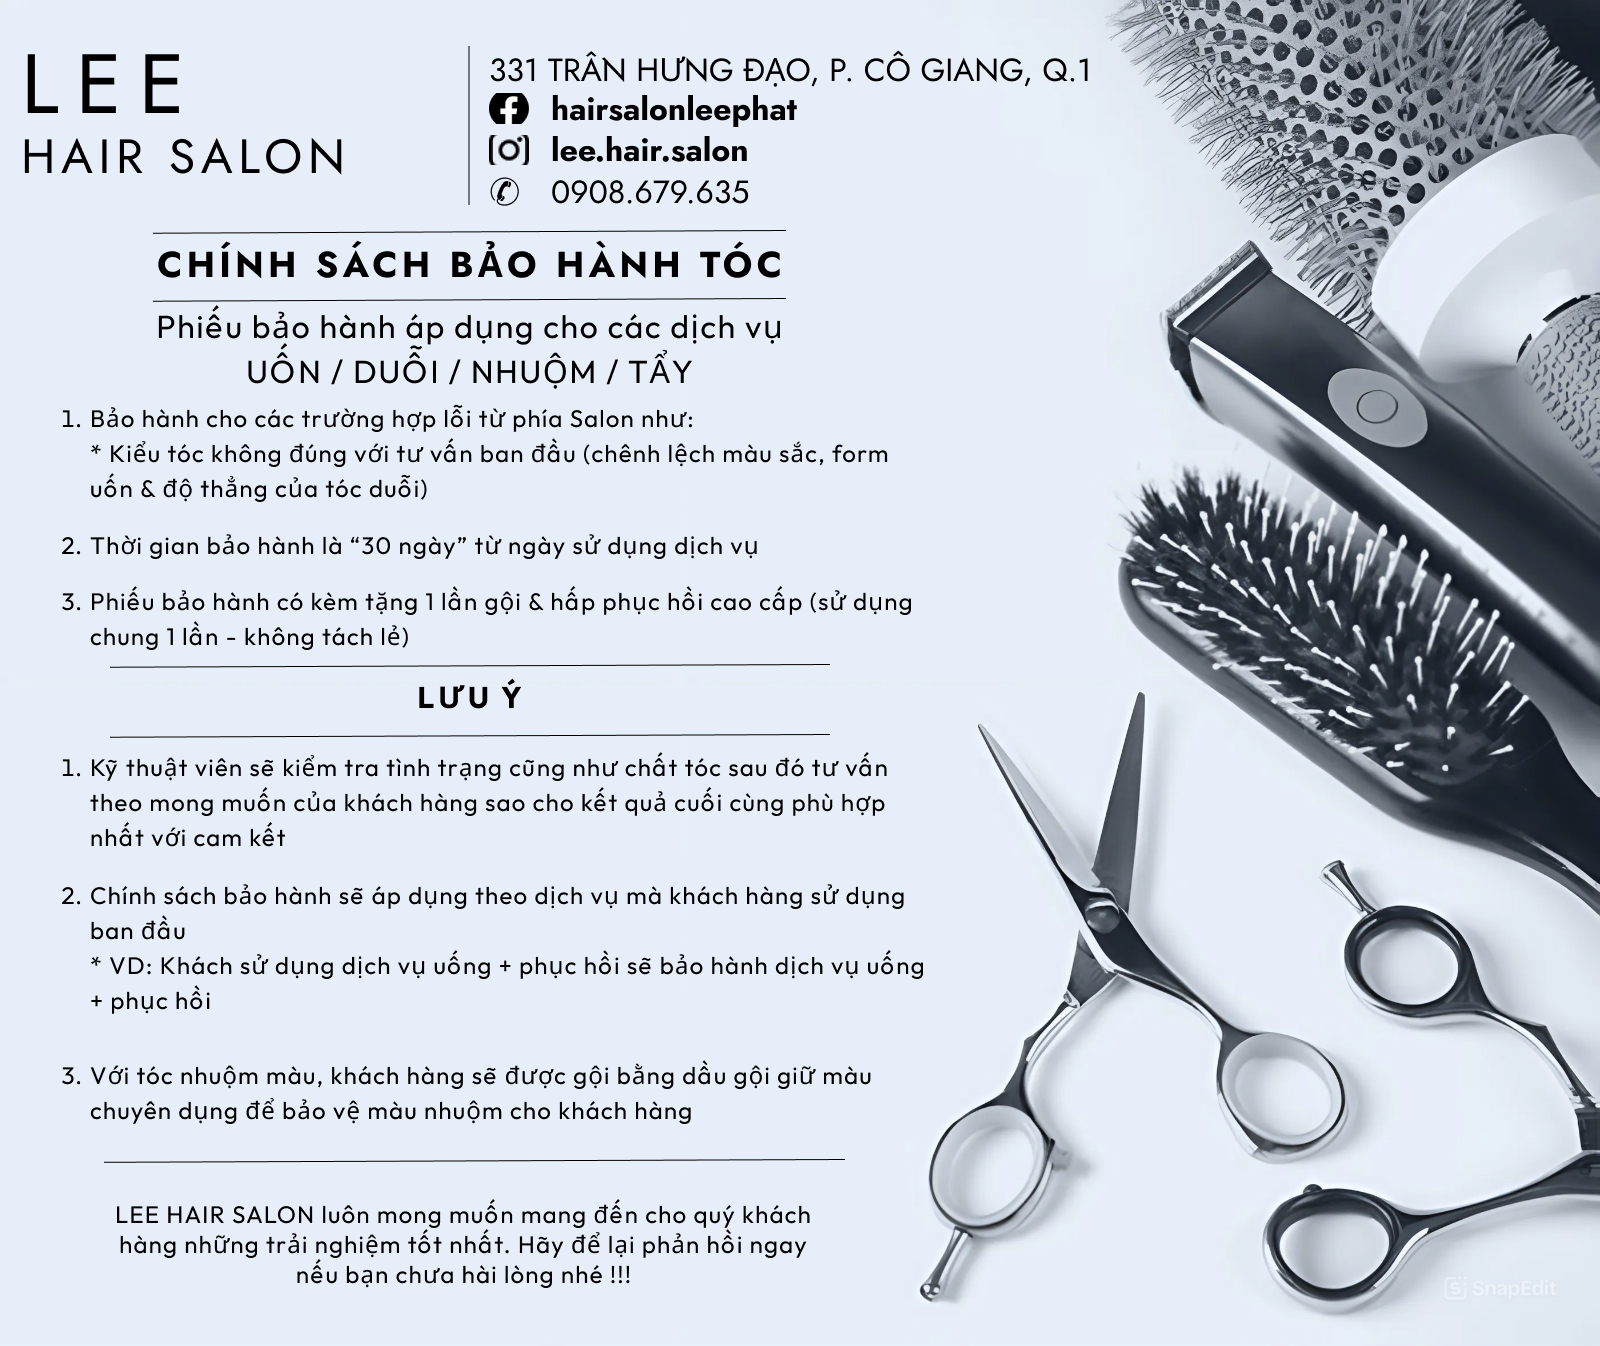 LEE
HAIR SALON
331 TRẦN HƯNG ĐẠO, P. CÔ GIANG, Q.1
hairsalonleephat
lee.hair.salon
0908.679.635
CHÍNH SÁCH BẢO HÀNH TÓC
Phiếu bảo hành áp dụng cho các dịch vụ
UỐN / DUỖI / NHUỘM / TẨY
1. Bảo hành cho các trường hợp lỗi từ phía Salon như:
* Kiểu tóc không đúng với tư vấn ban đầu (chênh lệch màu sắc, form
uốn & độ thẳng của tóc duỗi)
2. Thời gian bảo hành là “30 ngày” từ ngày sử dụng dịch vụ
3. Phiếu bảo hành có kèm tặng 1 lần gội & hấp phục hồi cao cấp (sử dụng
chung 1 lần - không tách lẻ)
LƯU Ý
1. Kỹ thuật viên sẽ kiểm tra tình trạng cũng như chất tóc sau đó tư vấn
theo mong muốn của khách hàng sao cho kết quả cuối cùng phù hợp
nhất với cam kết
2. Chính sách bảo hành sẽ áp dụng theo dịch vụ mà khách hàng sử dụng
ban đầu
* VD: Khách sử dụng dịch vụ uống + phục hồi sẽ bảo hành dịch vụ uống
+ phục hồi
3. Với tóc nhuộm màu, khách hàng sẽ được gội bằng dầu gội giữ màu
chuyên dụng để bảo vệ màu nhuộm cho khách hàng
LEE HAIR SALON luôn mong muốn mang đến cho quý khách
hàng những trải nghiệm tốt nhất. Hãy để lại phản hồi ngay
nếu bạn chưa hài lòng nhé !!!
SnapEdit